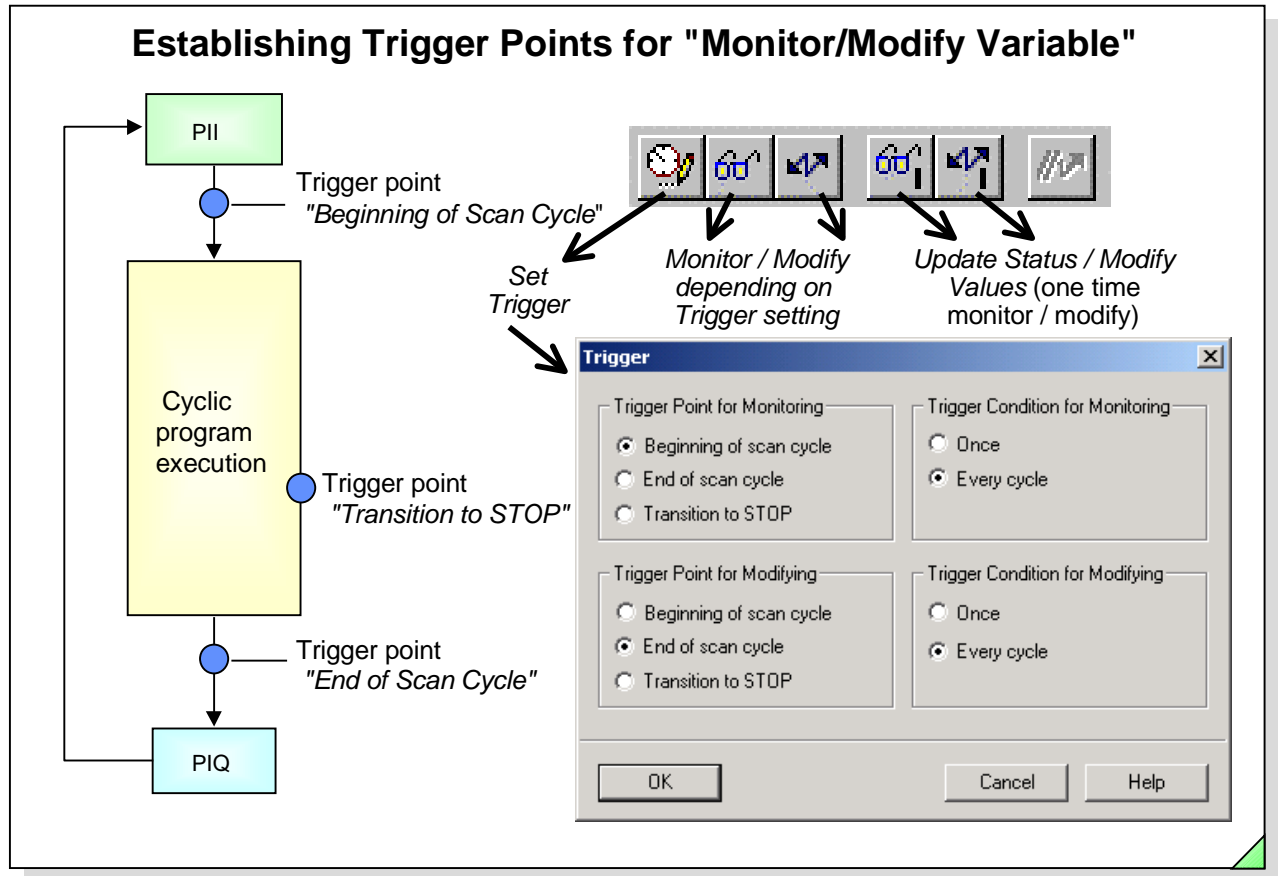 Establishing Trigger Points for "Monitor/Modify Variable"
PII
Trigger point
"Beginning of Scan Cycle"
Cyclic
program
execution
Trigger point
"Transition to STOP"
Trigger point
"End of Scan Cycle"
PIQ
Set
Trigger
Monitor / Modify
depending on
Trigger setting
Update Status / Modify
Values (one time
monitor / modify)
Trigger
Trigger Point for Monitoring
Beginning of scan cycle
End of scan cycle
Transition to STOP
Trigger Condition for Monitoring
Once
Every cycle
Trigger Point for Modifying
Beginning of scan cycle
End of scan cycle
Transition to STOP
Trigger Condition for Modifying
Once
Every cycle
OK
Cancel
Help